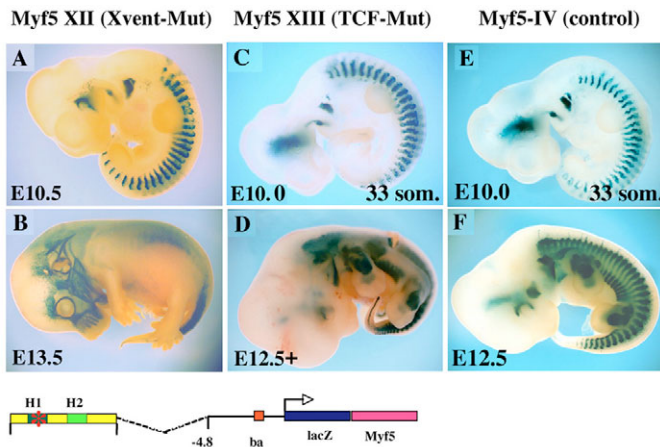 Myf5 XII (Xvent-Mut) Myf5 XIII (TCF-Mut) Myf5-IV (control)
A C E
E10.5 E10.0 33 som. E10.0 33 som.
B D F
E13.5 E12.5+ E12.5
H1 H2
-4.8 ba lacZ Myf5